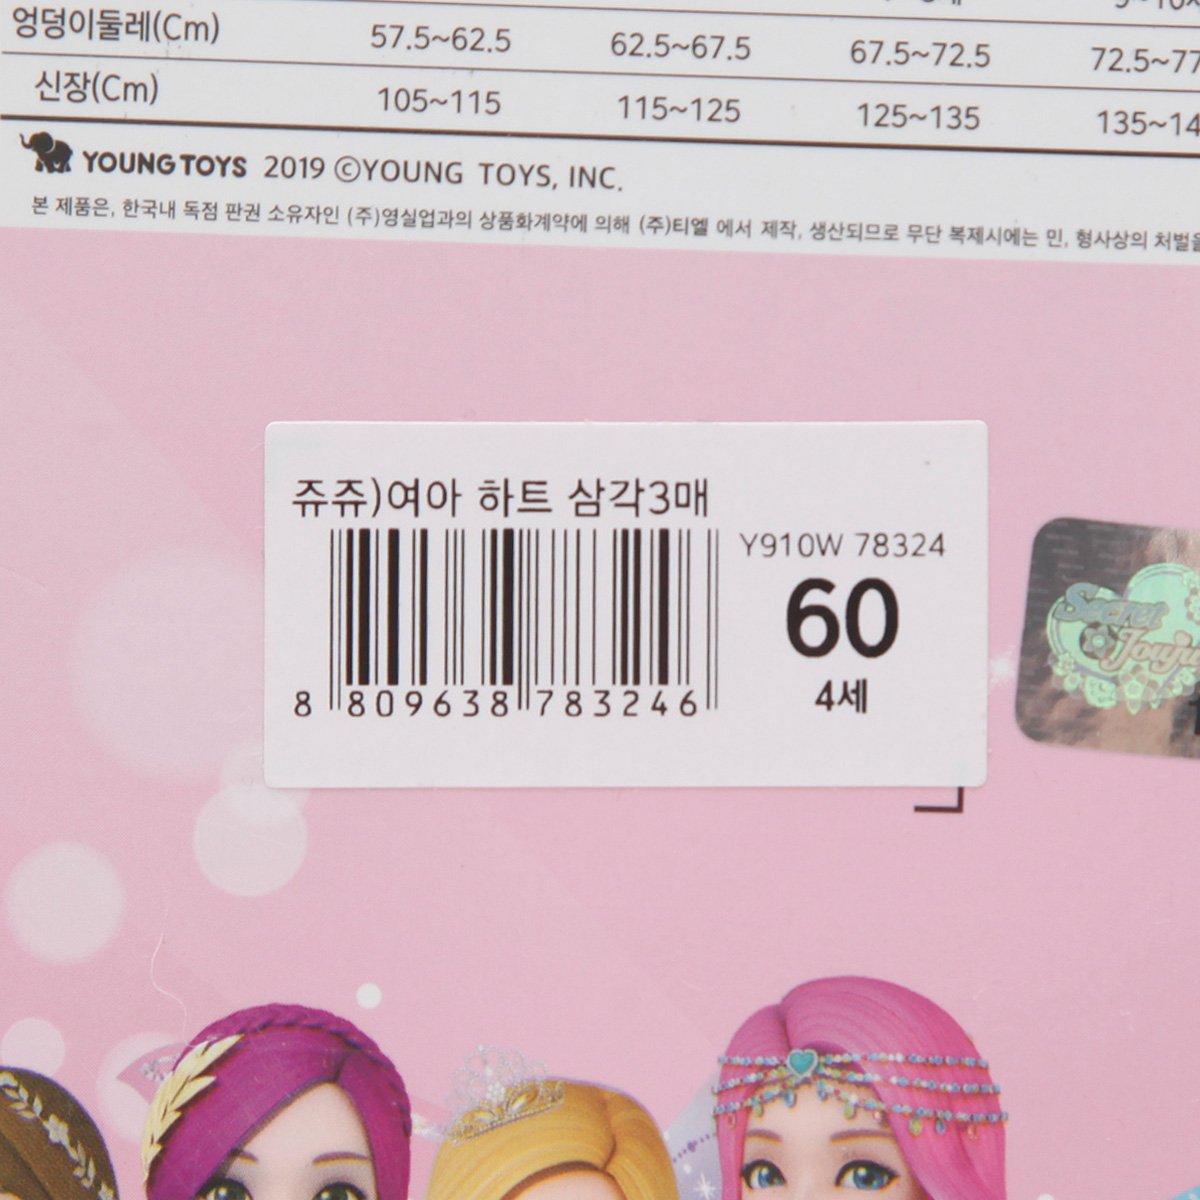 엉덩이둘레(Cm) 57.5~62.5 62.5~67.5 67.5~72.5 72.5~77
신장(Cm) 105~115 115~125 125~135 135~14
YOUNG TOYS 2019 ©YOUNG TOYS, INC.
본 제품은, 한국내 독점 판권 소유자인 (주)영실업과의 상품화계약에 의해 (주)티엘 에서 제작, 생산되므로 무단 복제시에는 민, 형사상의 처벌을
쥬쥬)여아 하트 삼각3매
Y910W 78324
60
4세
8 809638 783246
Secret
Jouju